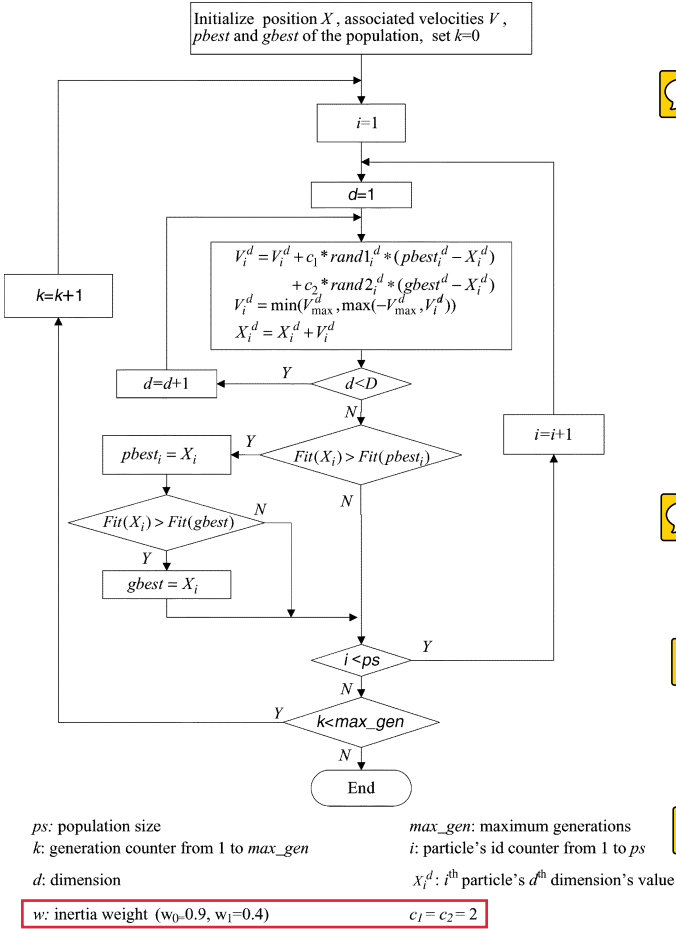 Initialize position X, associated velocities V,
pbest and gbest of the population, set k=0
i=1
d=1
V_i^d = V_i^d + c_1 * rand1_i^d * (pbest_i^d − X_i^d)
+ c_2 * rand2_i^d * (gbest^d − X_i^d)
V_i^d = min(V_max^d, max(−V_max^d, V_i^d))
X_i^d = X_i^d + V_i^d
k=k+1
d<D
Y
d=d+1
N
i=i+1
Fit(X_i) > Fit(pbest_i)
Y
pbest_i = X_i
N
Fit(X_i) > Fit(gbest)
N
Y
gbest = X_i
i <ps
Y
N
k<max_gen
Y
N
End
ps: population size
max_gen: maximum generations
k: generation counter from 1 to max_gen
i: particle's id counter from 1 to ps
d: dimension
X_i^d: i^th particle's d^th dimension's value
w: inertia weight (w_0=0.9, w_1=0.4)
c_1 = c_2 = 2